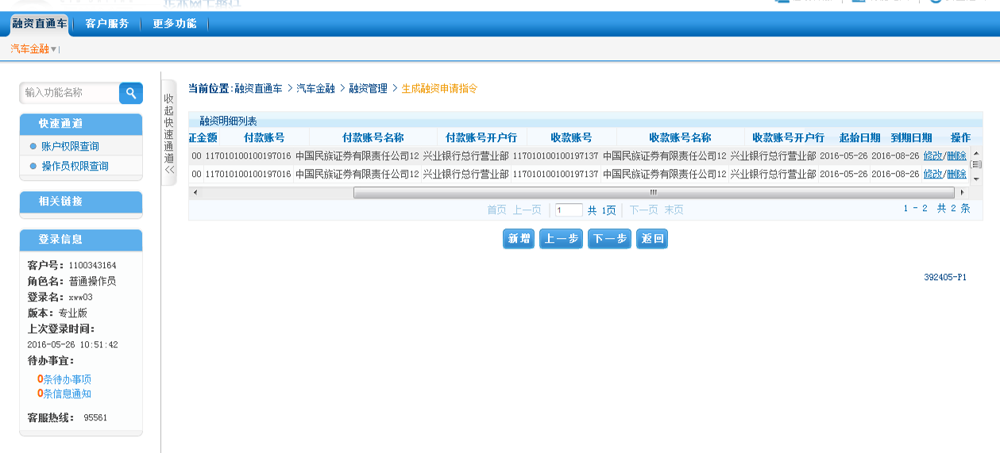 融资直通车 客户服务 更多功能
汽车金融
输入功能名称
快速通道
账户权限查询
操作员权限查询
相关链接
登录信息
客户号: 1100343164
角色名: 普通操作员
登录名: xww03
版本: 专业版
上次登录时间:
2016-05-26 10:51:42
待办事宜:
0条待办事项
0条信息通知
客服热线: 95561
收起快速通道
当前位置:融资直通车 > 汽车金融 > 融资管理 > 生成融资申请指令
融资明细列表
证金额 付款账号 付款账号名称 付款账号开户行 收款账号 收款账号名称 收款账号开户行 起始日期 到期日期 操作
00 117010100100197016 中国民族证券有限责任公司12 兴业银行总行营业部 117010100100197137 中国民族证券有限责任公司12 兴业银行总行营业部 2016-05-26 2016-08-26 修改/删除
00 117010100100197016 中国民族证券有限责任公司12 兴业银行总行营业部 117010100100197137 中国民族证券有限责任公司12 兴业银行总行营业部 2016-05-26 2016-08-26 修改/删除
首页 上一页 1 共 1页 下一页 末页 1 - 2 共 2 条
新增 上一步 下一步 返回
392405-P1